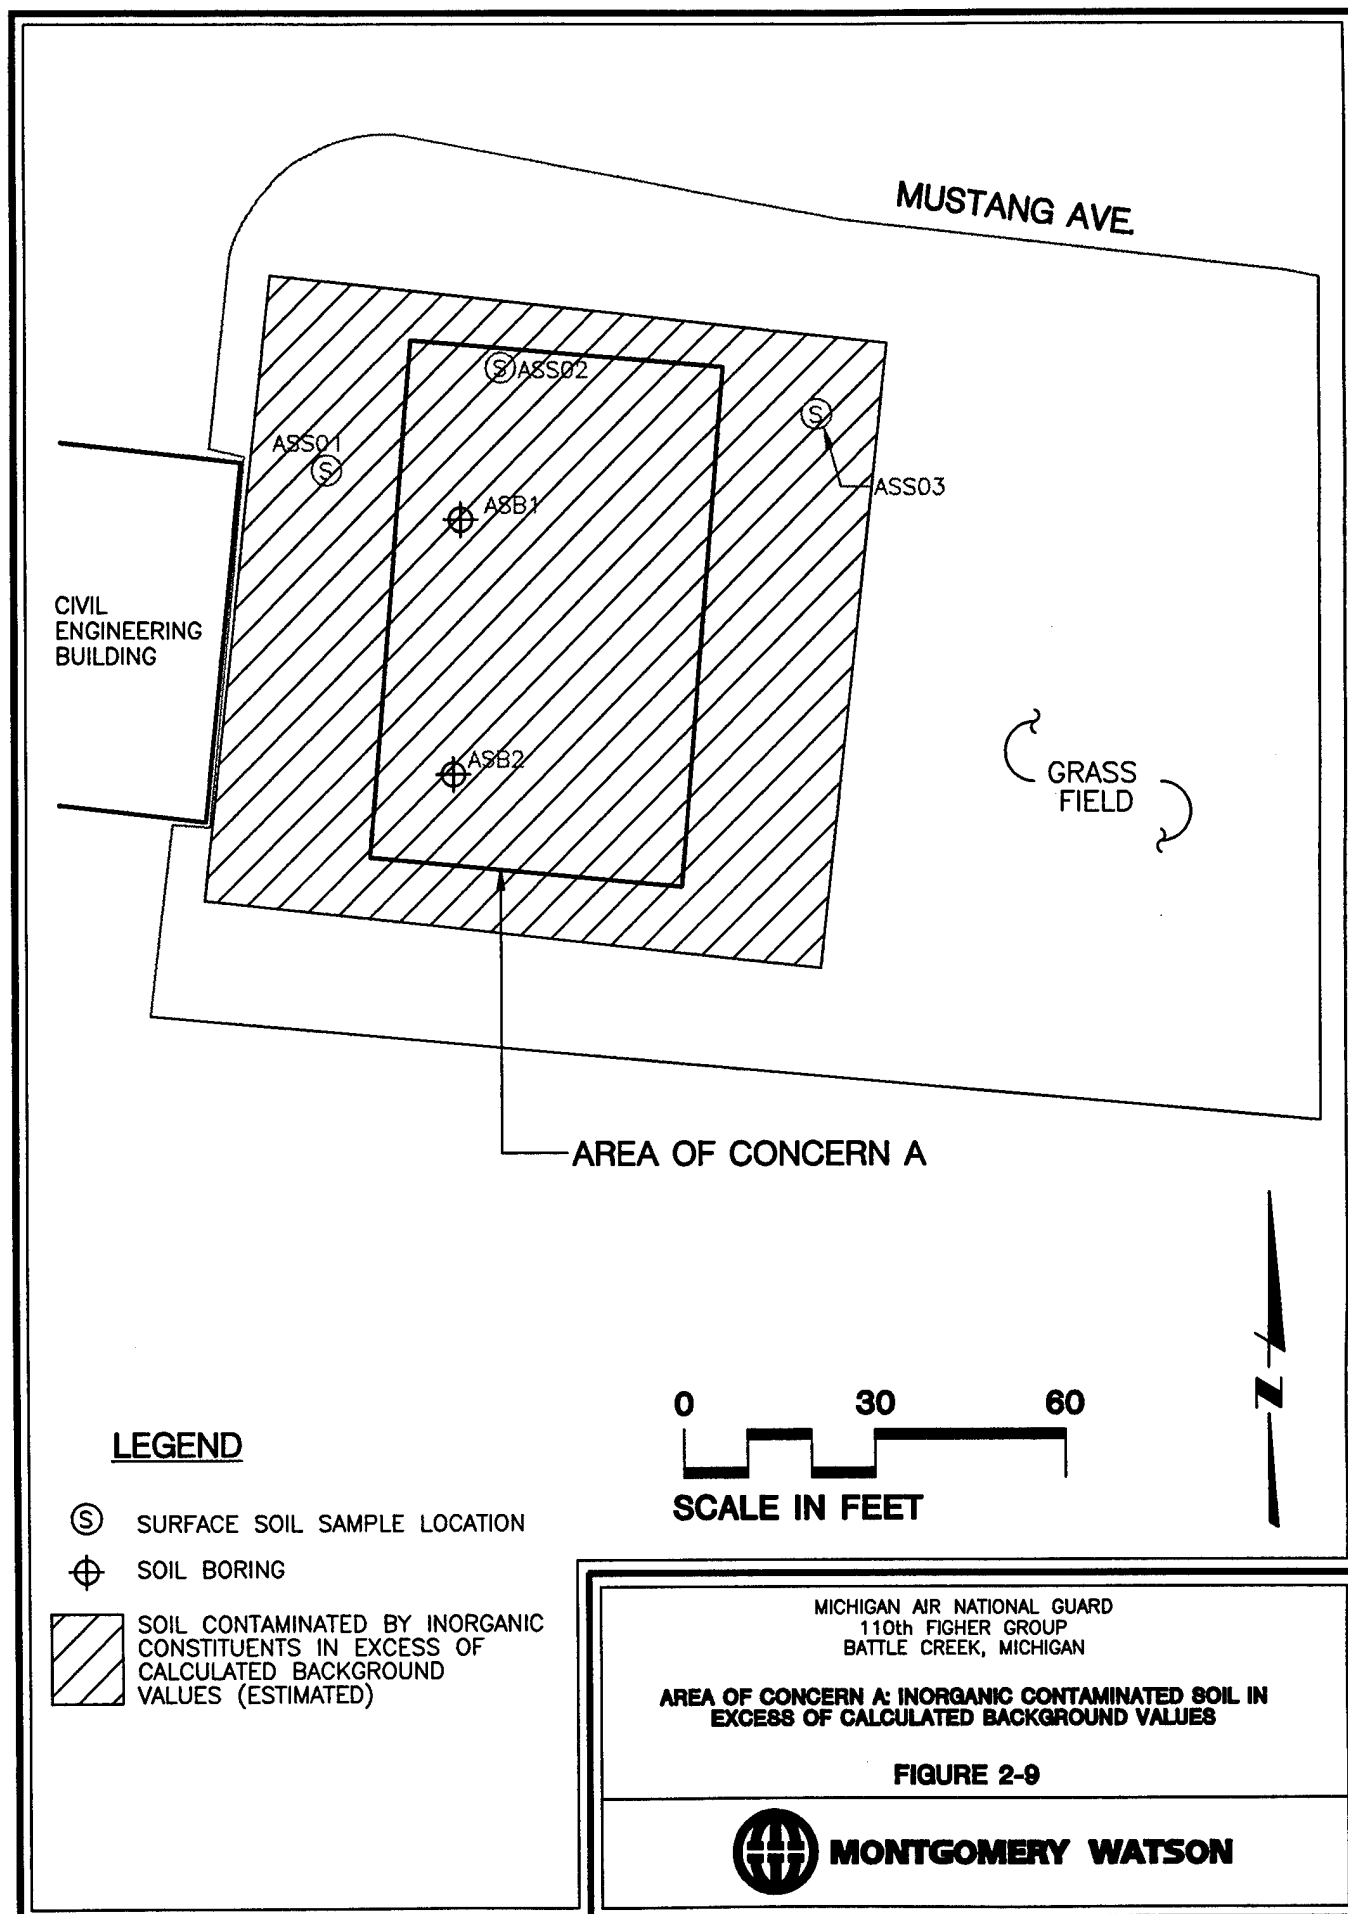 MUSTANG AVE.
S ASS02
ASS01
S
S
ASS03
ASB1
CIVIL
ENGINEERING
BUILDING
ASB2
GRASS
FIELD
AREA OF CONCERN A
N
0 30 60
SCALE IN FEET
LEGEND
S SURFACE SOIL SAMPLE LOCATION
SOIL BORING
SOIL CONTAMINATED BY INORGANIC
CONSTITUENTS IN EXCESS OF
CALCULATED BACKGROUND
VALUES (ESTIMATED)
MICHIGAN AIR NATIONAL GUARD
110th FIGHER GROUP
BATTLE CREEK, MICHIGAN
AREA OF CONCERN A: INORGANIC CONTAMINATED SOIL IN
EXCESS OF CALCULATED BACKGROUND VALUES
FIGURE 2-9
MONTGOMERY WATSON